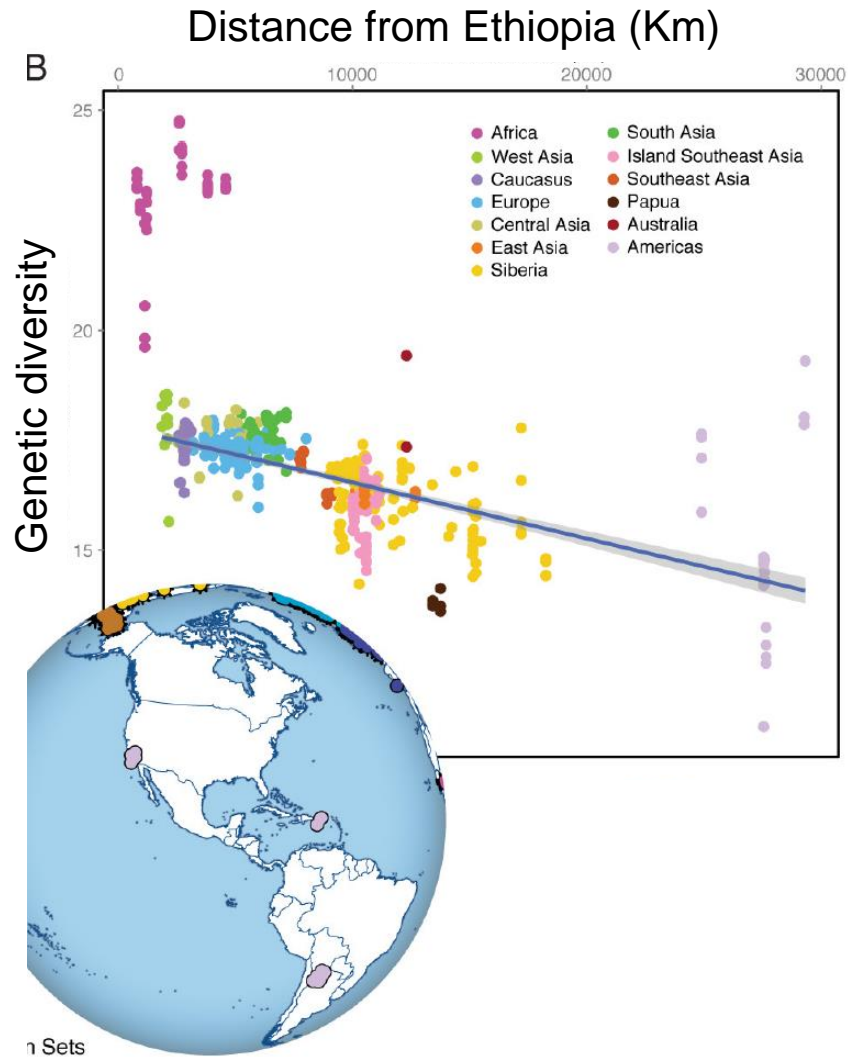 Distance from Ethiopia (Km)
B
0 10000 20000 30000
25
20
15
Genetic diversity
Africa
West Asia
Caucasus
Europe
Central Asia
East Asia
Siberia
South Asia
Island Southeast Asia
Southeast Asia
Papua
Australia
Americas
n Sets